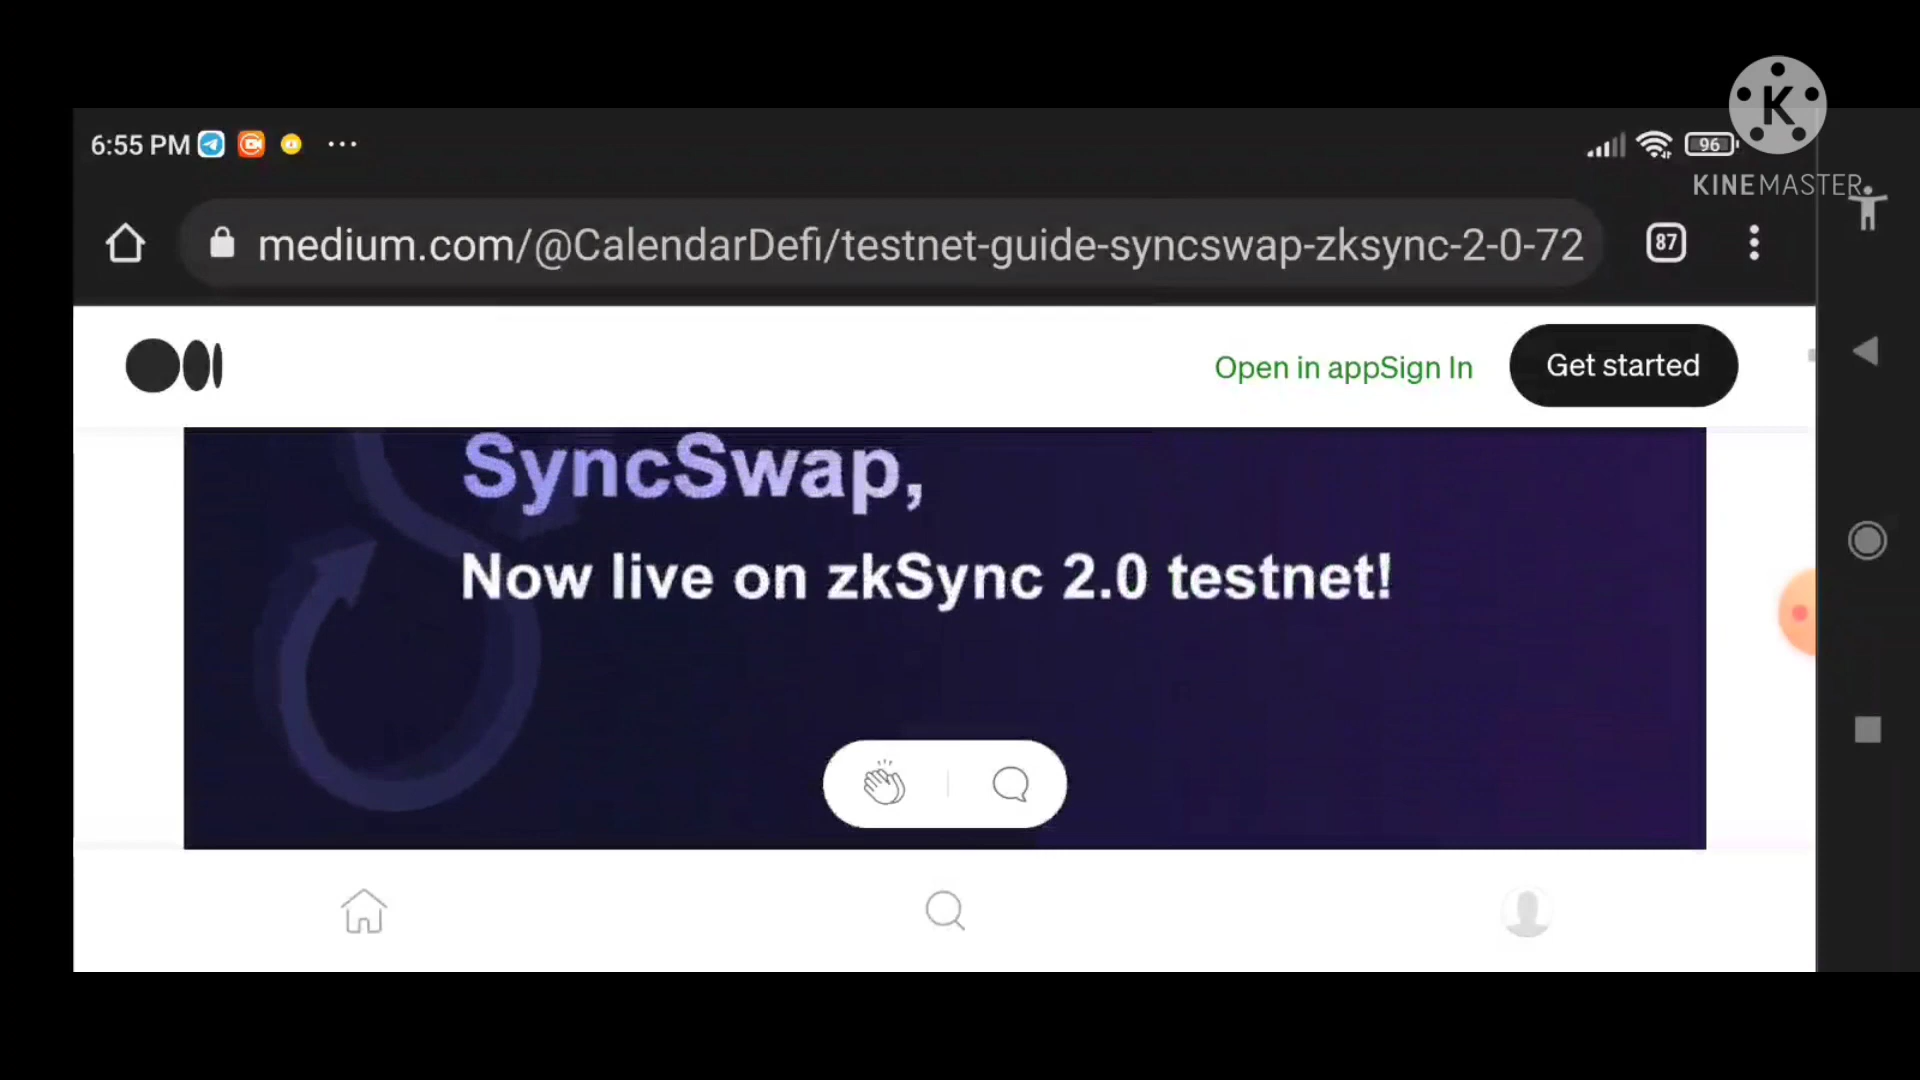 KINEMASTER
6:55 PM
96
medium.com/@CalendarDefi/testnet-guide-syncswap-zksync-2-0-72
87
Open in appSign In
Get started
SyncSwap,
Now live on zkSync 2.0 testnet!